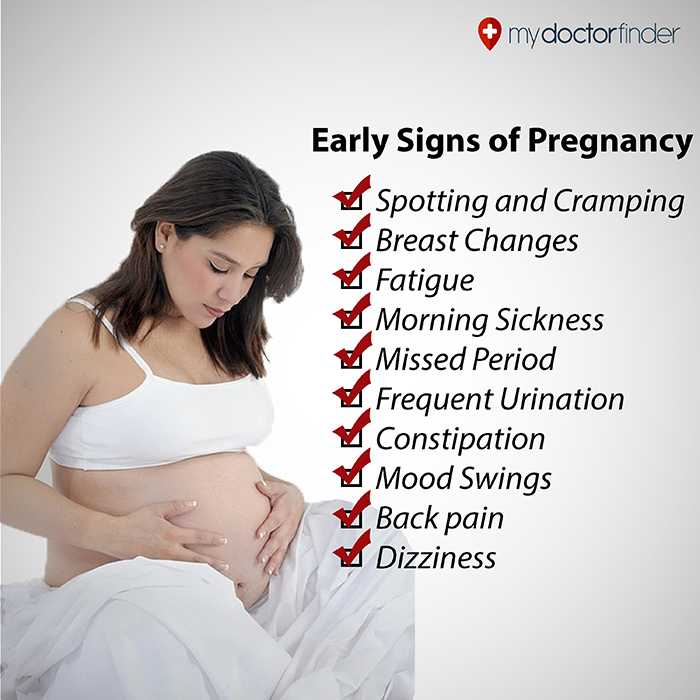 mydoctorfinder
Early Signs of Pregnancy
Spotting and Cramping
Breast Changes
Fatigue
Morning Sickness
Missed Period
Frequent Urination
Constipation
Mood Swings
Back pain
Dizziness